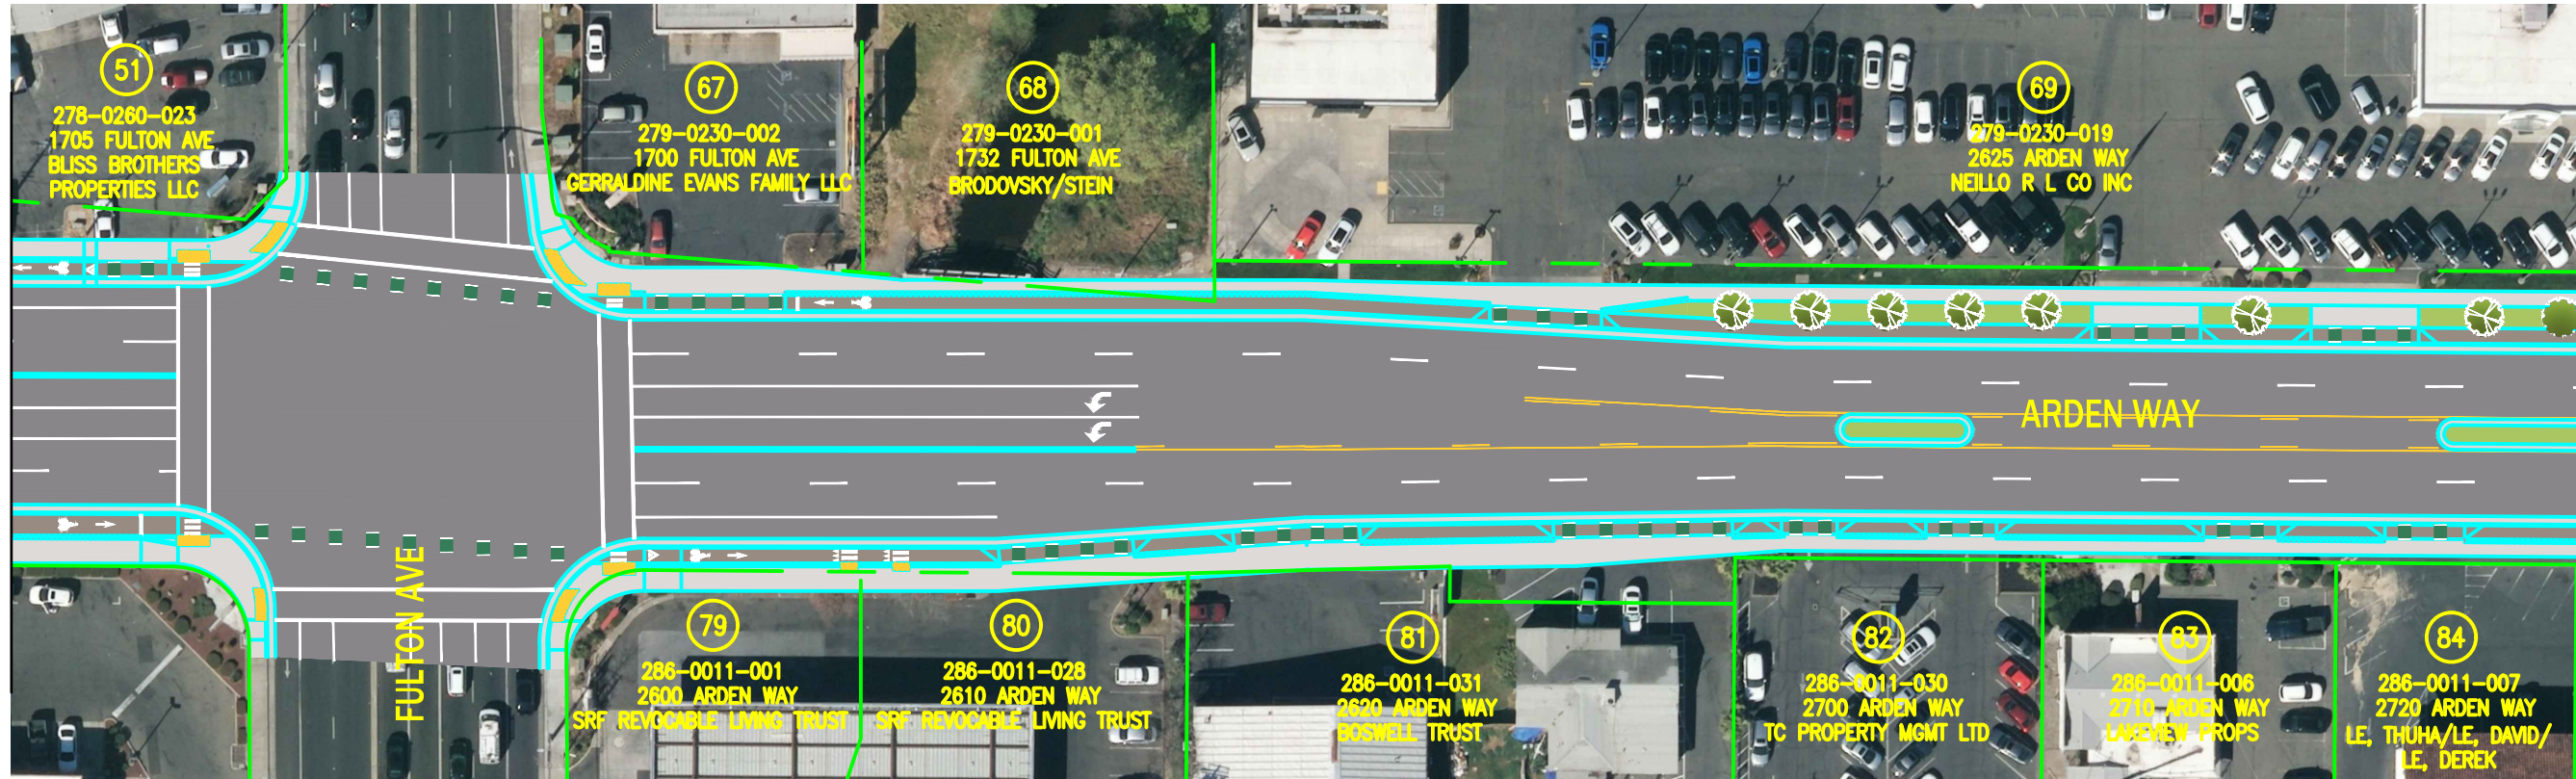 51
278-0260-023
1705 FULTON AVE
BLISS BROTHERS
PROPERTIES LLC
67
279-0230-002
1700 FULTON AVE
GERRALDINE EVANS FAMILY LLC
68
279-0230-001
1732 FULTON AVE
BRODOVSKY/STEIN
69
279-0230-019
2625 ARDEN WAY
NEILLO R L CO INC
ARDEN WAY
FULTON AVE
79
286-0011-001
2600 ARDEN WAY
SRF REVOCABLE LIVING TRUST
80
286-0011-028
2610 ARDEN WAY
SRF REVOCABLE LIVING TRUST
81
286-0011-031
2620 ARDEN WAY
BOSWELL TRUST
82
286-0011-030
2700 ARDEN WAY
TC PROPERTY MGMT LTD
83
286-0011-006
2710 ARDEN WAY
LAKEVIEW PROPS
84
286-0011-007
2720 ARDEN WAY
LE, THUHA/LE, DAVID/
LE, DEREK